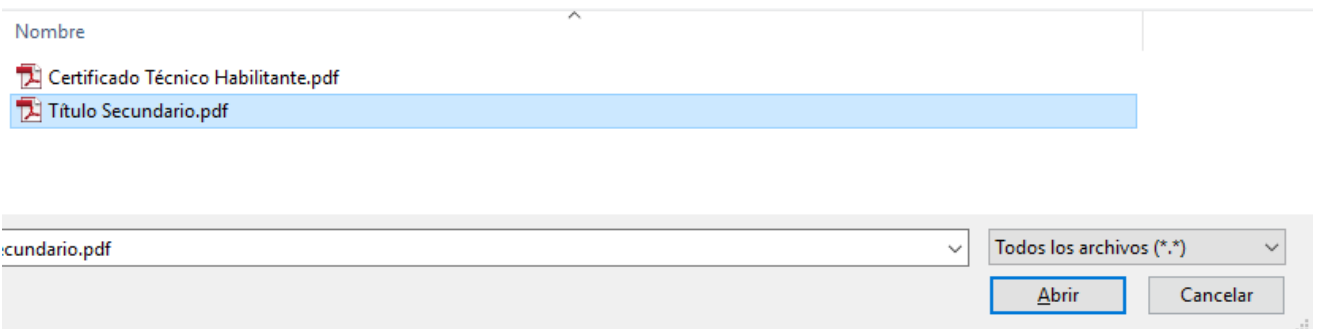 Nombre
Certificado Técnico Habilitante.pdf
Título Secundario.pdf
ecundario.pdf
Todos los archivos (*.*)
Abrir
Cancelar